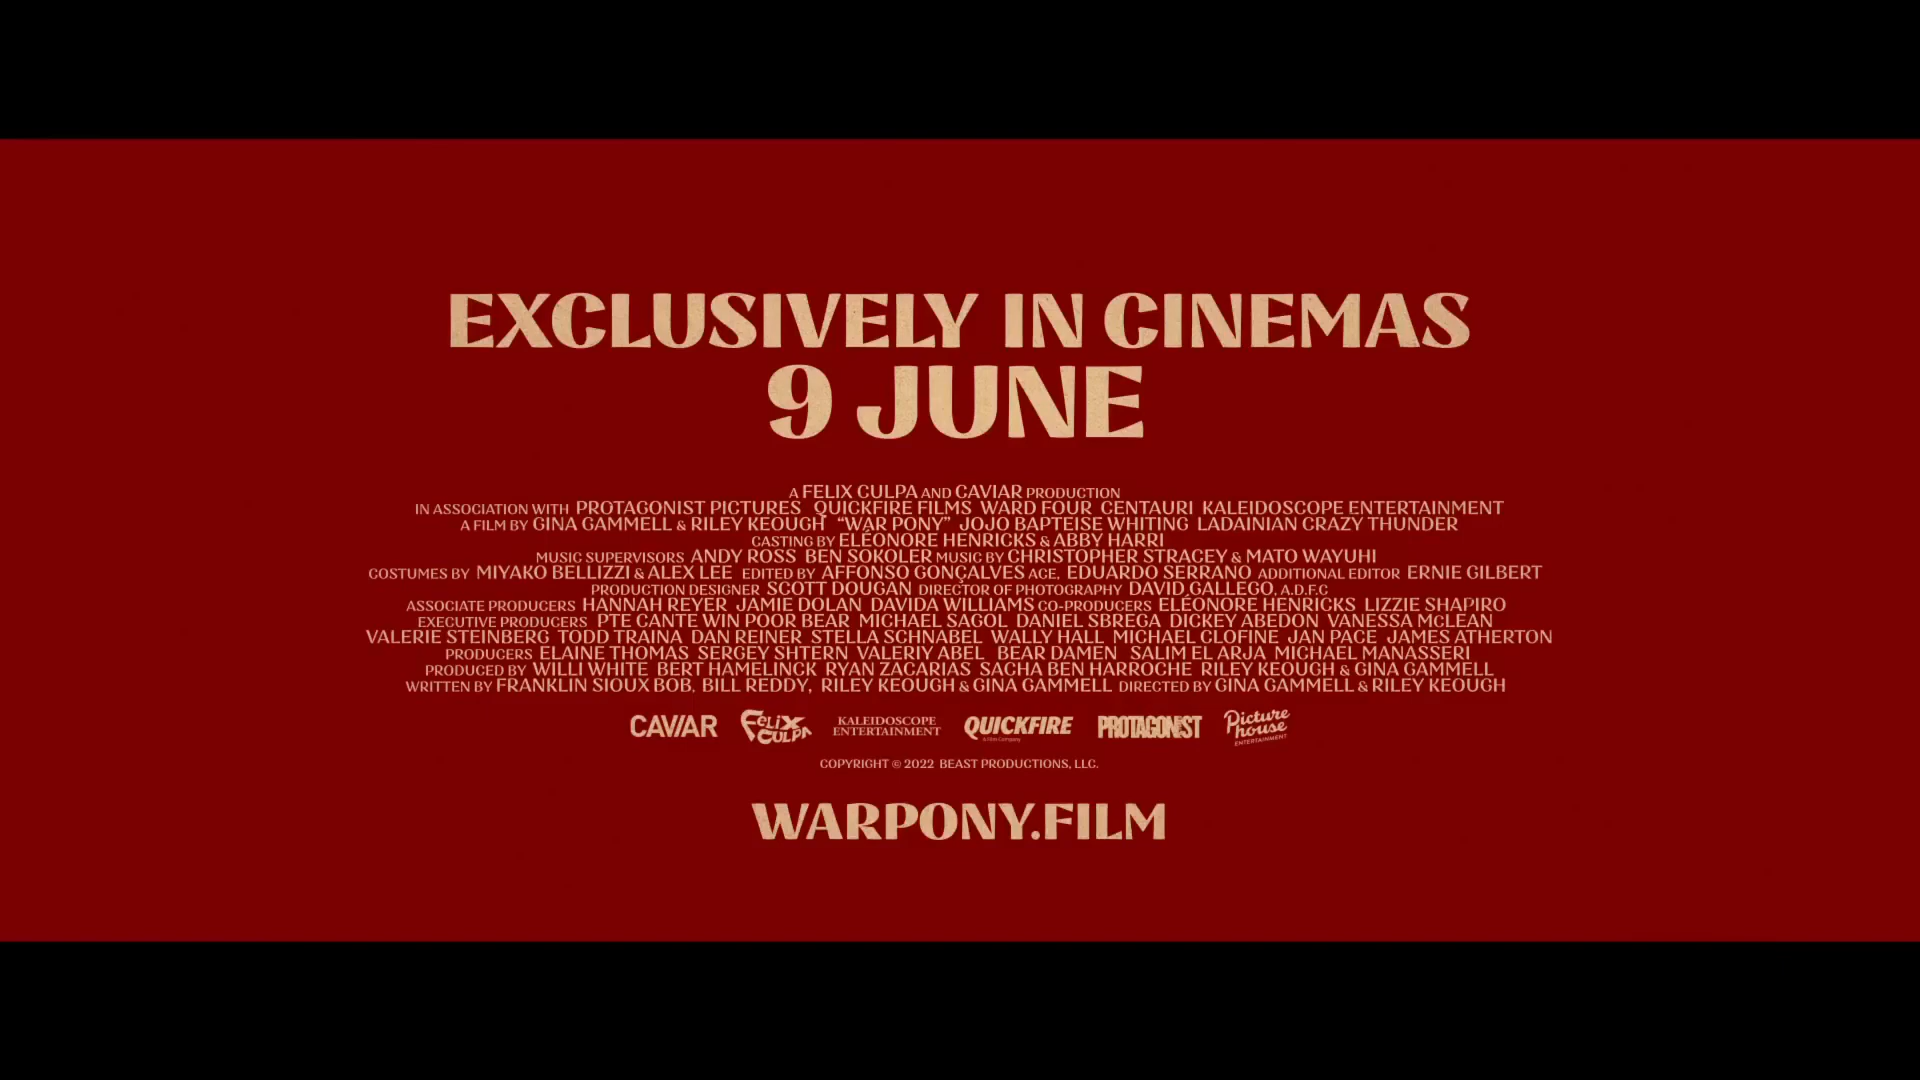 EXCLUSIVELY IN CINEMAS
9 JUNE
A FELIX CULPA AND CAVIAR PRODUCTION
IN ASSOCIATION WITH PROTAGONIST PICTURES QUICKFIRE FILMS WARD FOUR CENTAURI KALEIDOSCOPE ENTERTAINMENT
A FILM BY GINA GAMMELL & RILEY KEOUGH "WAR PONY" JOJO BAPTEISE WHITING LADAINIAN CRAZY THUNDER
CASTING BY ELÉONORE HENRICKS & ABBY HARRI
MUSIC SUPERVISORS ANDY ROSS BEN SOKOLER MUSIC BY CHRISTOPHER STRACEY & MATO WAYUHI
COSTUMES BY MIYAKO BELLIZZI & ALEX LEE EDITED BY AFFONSO GONÇALVES ACE, EDUARDO SERRANO ADDITIONAL EDITOR ERNIE GILBERT
PRODUCTION DESIGNER SCOTT DOUGAN DIRECTOR OF PHOTOGRAPHY DAVID GALLEGO, A.D.F.C
ASSOCIATE PRODUCERS HANNAH REYER JAMIE DOLAN DAVIDA WILLIAMS CO-PRODUCERS ELÉONORE HENRICKS LIZZIE SHAPIRO
EXECUTIVE PRODUCERS PTE CANTE WIN POOR BEAR MICHAEL SAGOL DANIEL SBREGA DICKEY ABEDON VANESSA McLEAN
VALERIE STEINBERG TODD TRAINA DAN REINER STELLA SCHNABEL WALLY HALL MICHAEL CLOFINE JAN PACE JAMES ATHERTON
PRODUCERS ELAINE THOMAS SERGEY SHTERN VALERIY ABEL BEAR DAMEN SALIM EL ARJA MICHAEL MANASSERI
PRODUCED BY WILLI WHITE BERT HAMELINCK RYAN ZACARIAS SACHA BEN HARROCHE RILEY KEOUGH & GINA GAMMELL
WRITTEN BY FRANKLIN SIOUX BOB, BILL REDDY, RILEY KEOUGH & GINA GAMMELL DIRECTED BY GINA GAMMELL & RILEY KEOUGH
CAVIAR FELIX CULPA KALEIDOSCOPE ENTERTAINMENT QUICKFIRE A Film Company PROTAGONIST Picture house ENTERTAINMENT
COPYRIGHT © 2022 BEAST PRODUCTIONS, LLC.
WARPONY.FILM